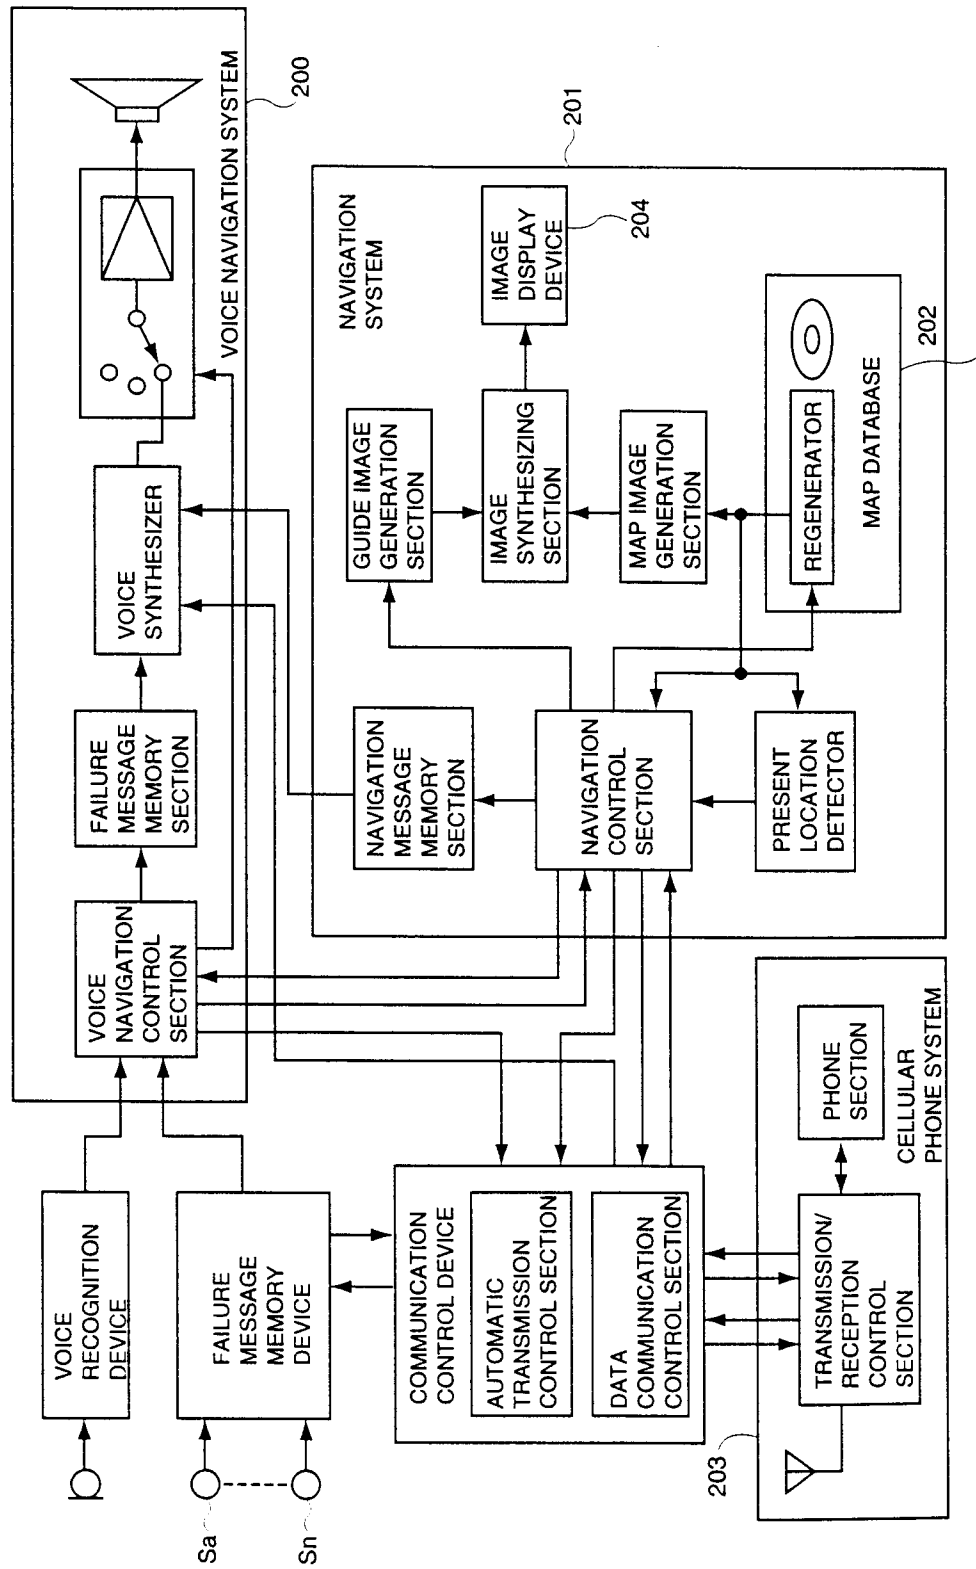 VOICE NAVIGATION SYSTEM
200
VOICE
NAVIGATION
CONTROL
SECTION
FAILURE
MESSAGE
MEMORY
SECTION
VOICE
SYNTHESIZER
VOICE
RECOGNITION
DEVICE
FAILURE
MESSAGE
MEMORY
DEVICE
Sa
Sn
COMMUNICATION
CONTROL DEVICE
AUTOMATIC
TRANSMISSION
CONTROL SECTION
DATA
COMMUNICATION
CONTROL SECTION
NAVIGATION
SYSTEM
201
NAVIGATION
MESSAGE
MEMORY
SECTION
GUIDE IMAGE
GENERATION
SECTION
IMAGE
SYNTHESIZING
SECTION
IMAGE
DISPLAY
DEVICE
204
NAVIGATION
CONTROL
SECTION
MAP IMAGE
GENERATION
SECTION
PRESENT
LOCATION
DETECTOR
REGENERATOR
MAP DATABASE
202
203
TRANSMISSION/
RECEPTION
CONTROL
SECTION
PHONE
SECTION
CELLULAR
PHONE SYSTEM